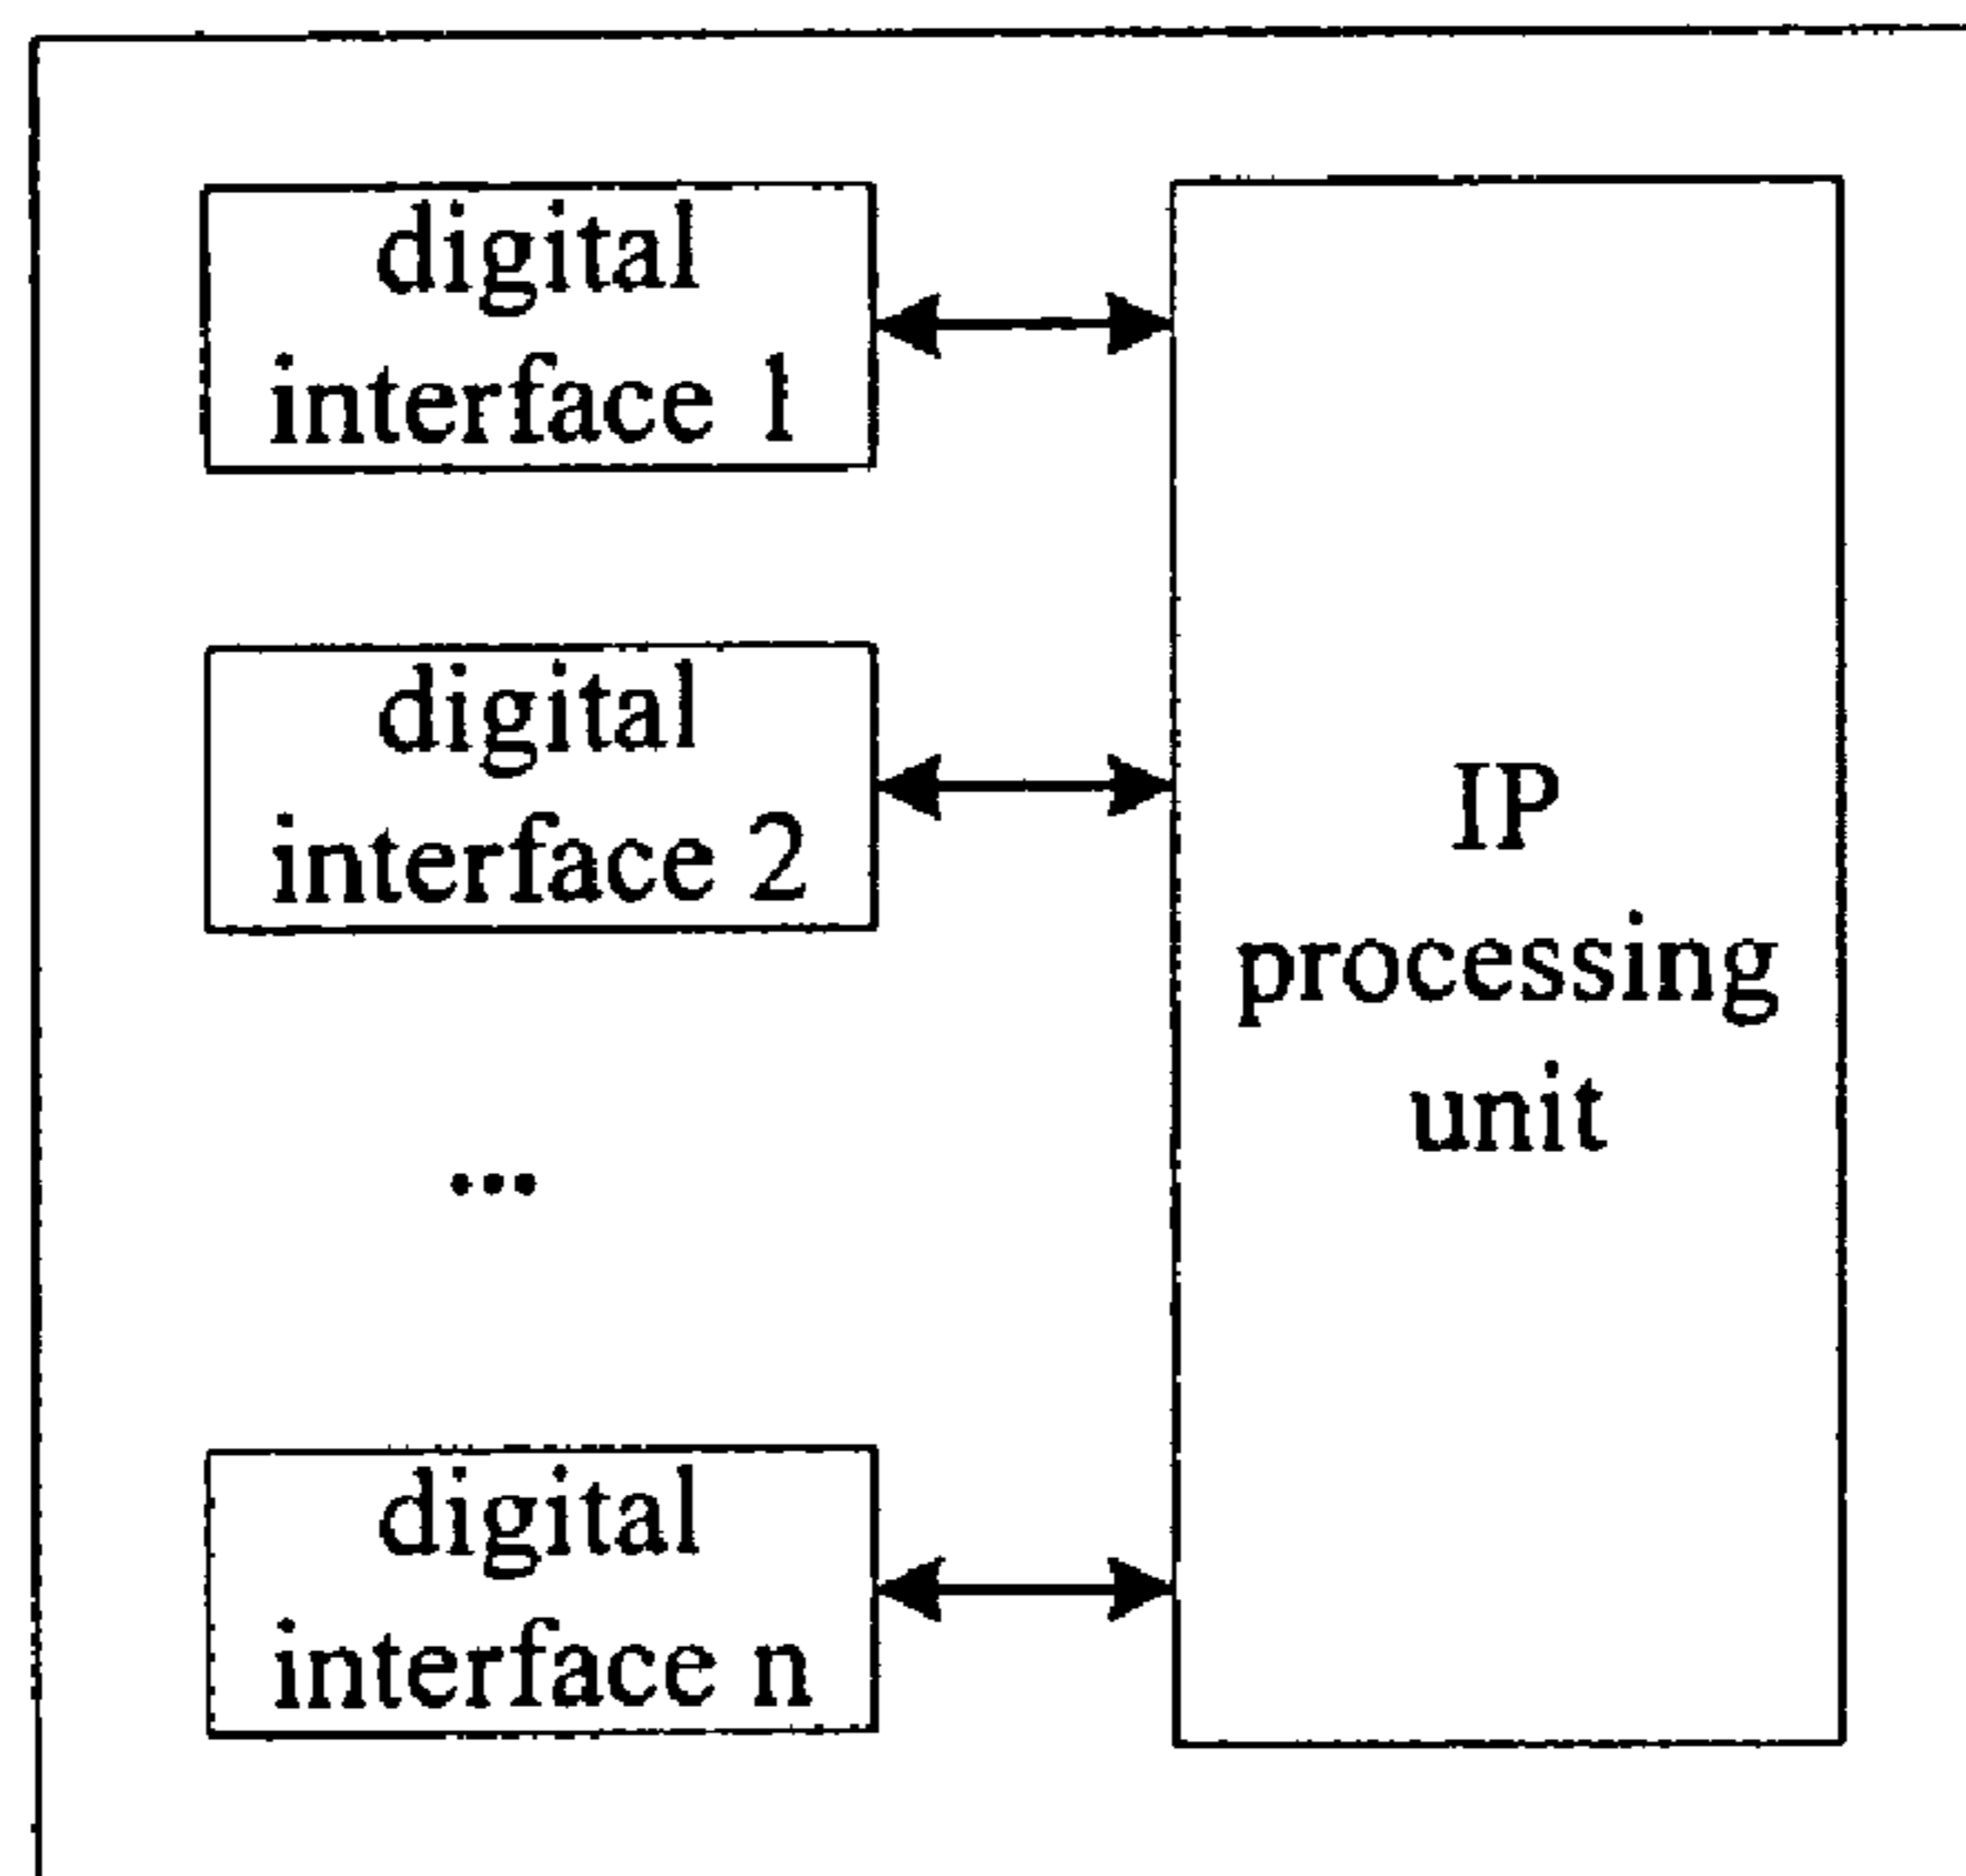 digital
interface 1
digital
interface 2
...
digital
interface n
IP
processing
unit